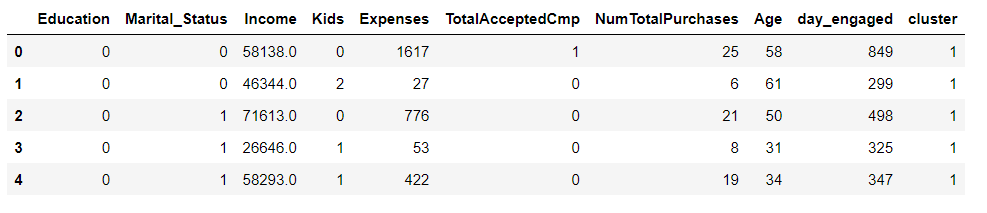 Education Marital_Status Income Kids Expenses TotalAcceptedCmp NumTotalPurchases Age day_engaged cluster
0 0 0 58138.0 0 1617 1 25 58 849 1
1 0 0 46344.0 2 27 0 6 61 299 1
2 0 1 71613.0 0 776 0 21 50 498 1
3 0 1 26646.0 1 53 0 8 31 325 1
4 0 1 58293.0 1 422 0 19 34 347 1